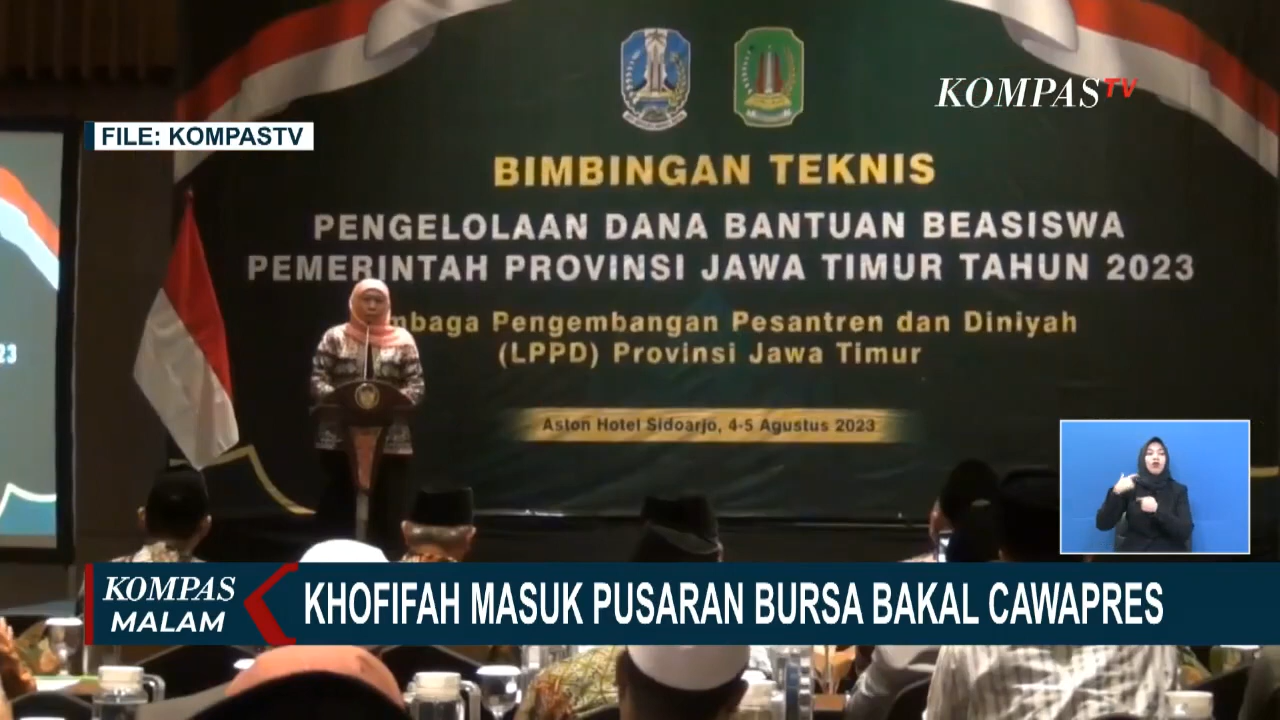 KOMPASTV
FILE: KOMPASTV
BIMBINGAN TEKNIS
PENGELOLAAN DANA BANTUAN BEASISWA
PEMERINTAH PROVINSI JAWA TIMUR TAHUN 2023
mbaga Pengembangan Pesantren dan Diniyah
(LPPD) Provinsi Jawa Timur
23
Aston Hotel Sidoarjo, 4-5 Agustus 2023
KOMPAS
MALAM
KHOFIFAH MASUK PUSARAN BURSA BAKAL CAWAPRES